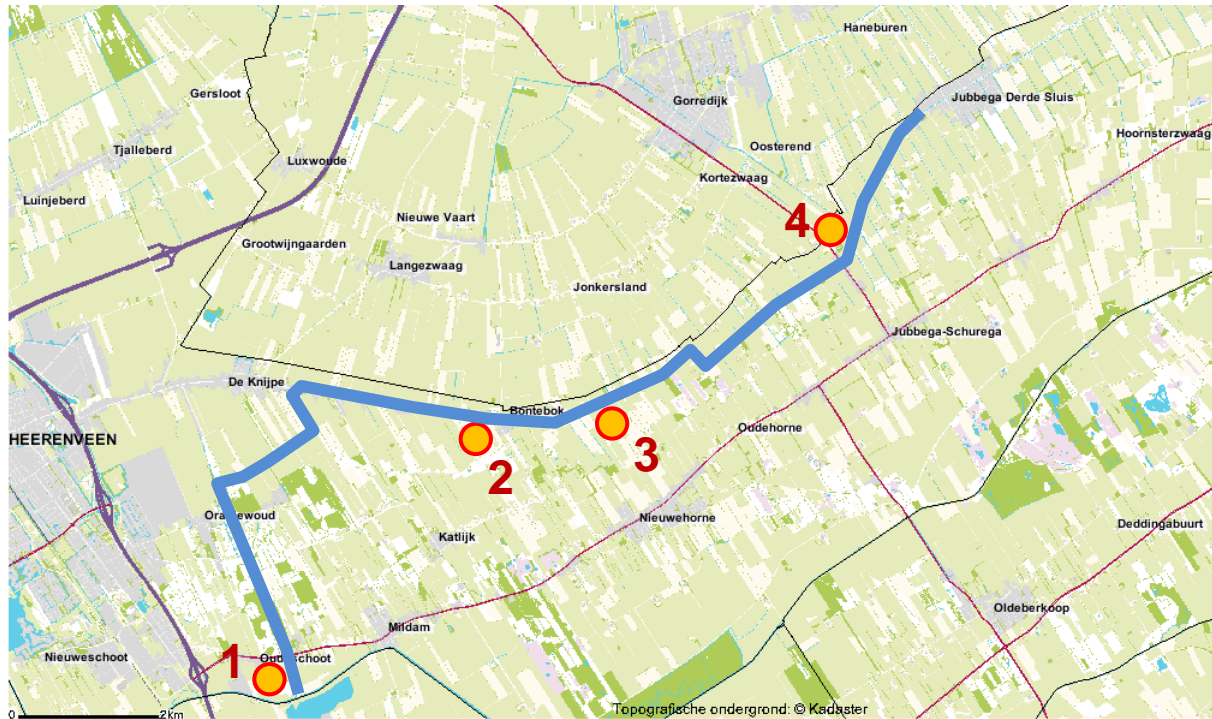 Haneburen
Gersloot
Gorredijk
Jubbega Derde Sluis
Tjalleberd
Oosterend
Hoornsterzwaag
Luxwoude
Kortezwaag
Luinjeberd
Nieuwe Vaart
4
Grootwijngaarden
Langezwaag
Jonkersland
Jubbega-Schurega
De Knijpe
Bontebok
Oudehorne
HEERENVEEN
3
2
Oranjewoud
Nieuwehorne
Deddingabuurt
Katlijk
Oldeberkoop
Mildam
Nieuweschoot
1
Oudeschoot
0
2km
Topografische ondergrond: © Kadaster